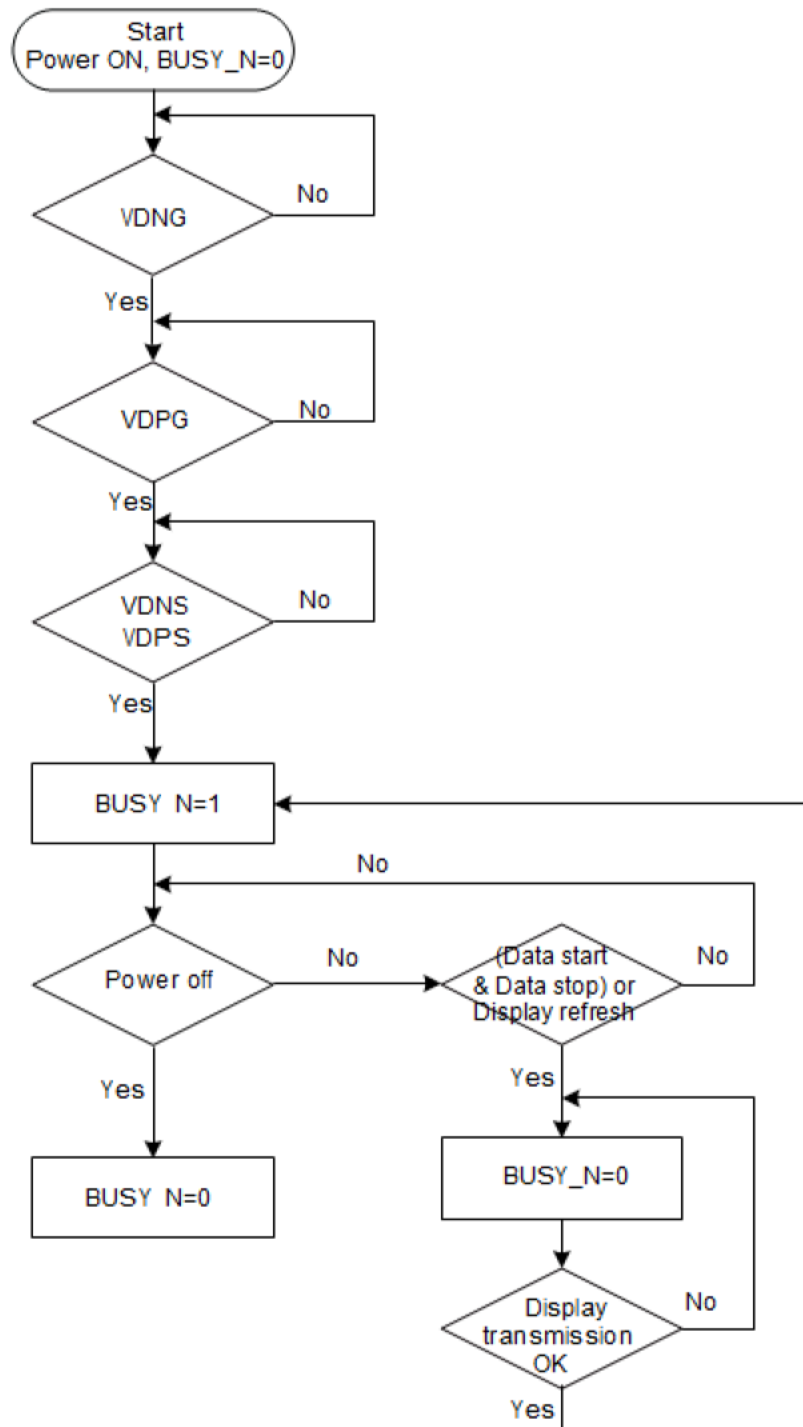 Start
Power ON, BUSY_N=0
VDNG
No
Yes
VDPG
No
Yes
VDNS
No
VDPS
Yes
BUSY N=1
No
Power off
No
(Data start
& Data stop) or
Display refresh
No
Yes
Yes
BUSY N=0
BUSY_N=0
Display
transmission
OK
No
Yes